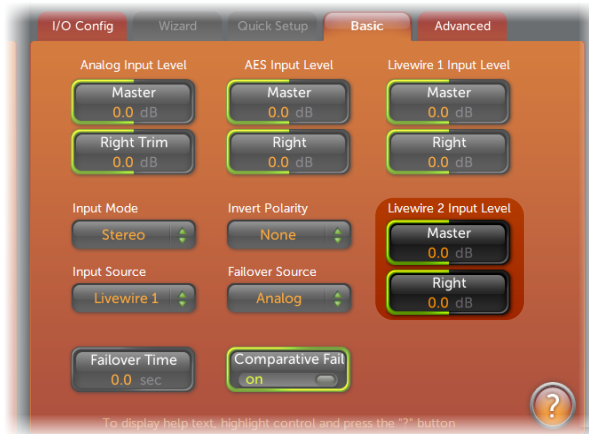 I/O Config Wizard Quick Setup Basic Advanced
Analog Input Level AES Input Level Livewire 1 Input Level
Master Master Master
0.0 dB 0.0 dB 0.0 dB
Right Trim Right Right
0.0 dB 0.0 dB 0.0 dB
Input Mode Invert Polarity Livewire 2 Input Level
Stereo None Master
0.0 dB
Input Source Failover Source Right
Livewire 1 Analog 0.0 dB
Failover Time Comparative Fail
0.0 sec on
?
To display help text, highlight control and press the "?" button